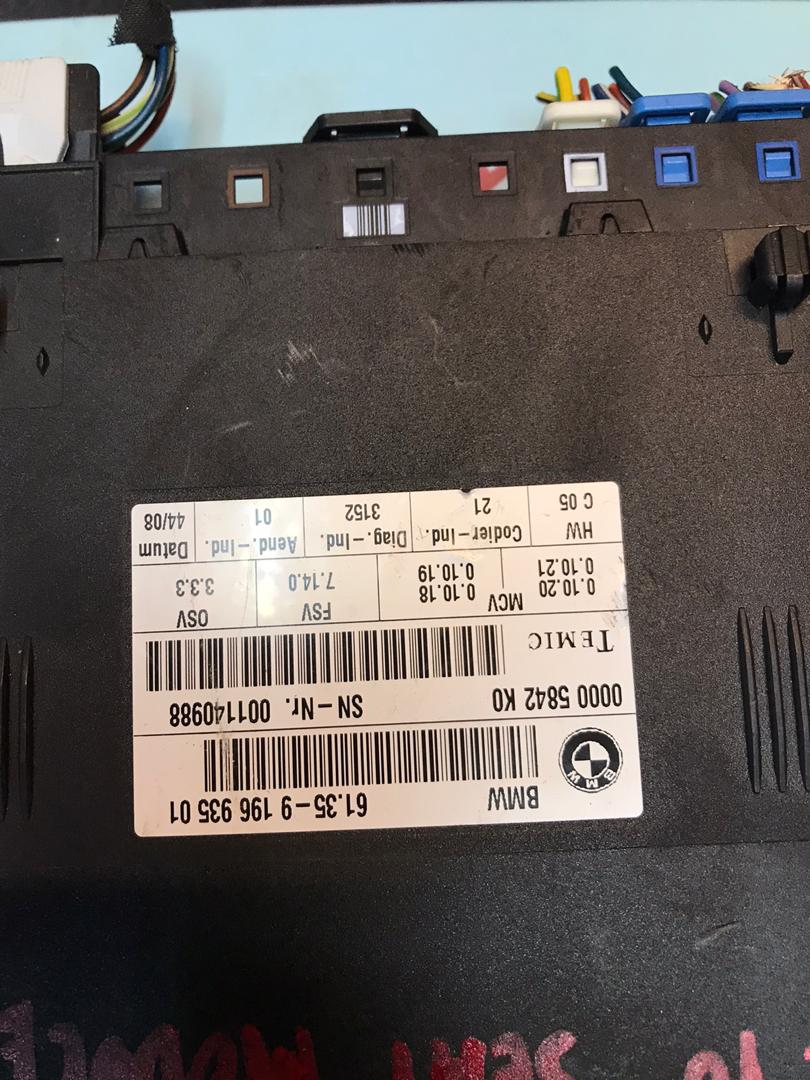 BMW 61.35-9 196 935 01
BMW
0000 5842 K0 SN-Nr. 001140988
TEMIC
0.10.20 MCV 0.10.18 FSV OSV
0.10.21 0.10.19 7.14.0 3.3.3
HW Codier-Ind. Diag.-Ind. Aend.-Ind. Datum
C 05 21 3152 01 44/08
SEAT